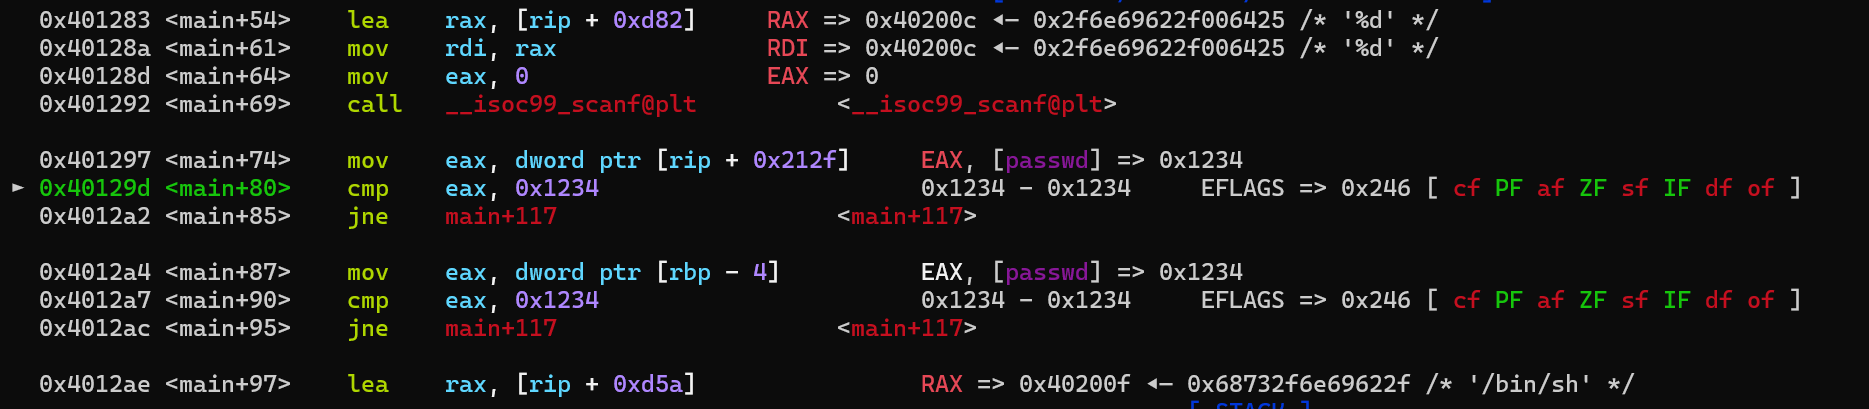 0x401283 <main+54>    lea    rax, [rip + 0xd82]     RAX => 0x40200c ◂— 0x2f6e69622f006425 /* '%d' */
0x40128a <main+61>    mov    rdi, rax               RDI => 0x40200c ◂— 0x2f6e69622f006425 /* '%d' */
0x40128d <main+64>    mov    eax, 0                 EAX => 0
0x401292 <main+69>    call   __isoc99_scanf@plt          <__isoc99_scanf@plt>
0x401297 <main+74>    mov    eax, dword ptr [rip + 0x212f]     EAX, [passwd] => 0x1234
► 0x40129d <main+80>    cmp    eax, 0x1234                       0x1234 - 0x1234     EFLAGS => 0x246 [ cf PF af ZF sf IF df of ]
0x4012a2 <main+85>    jne    main+117                    <main+117>
0x4012a4 <main+87>    mov    eax, dword ptr [rbp - 4]          EAX, [passwd] => 0x1234
0x4012a7 <main+90>    cmp    eax, 0x1234                       0x1234 - 0x1234     EFLAGS => 0x246 [ cf PF af ZF sf IF df of ]
0x4012ac <main+95>    jne    main+117                    <main+117>
0x4012ae <main+97>    lea    rax, [rip + 0xd5a]                RAX => 0x40200f ◂— 0x68732f6e69622f /* '/bin/sh' */
[ STACK ]